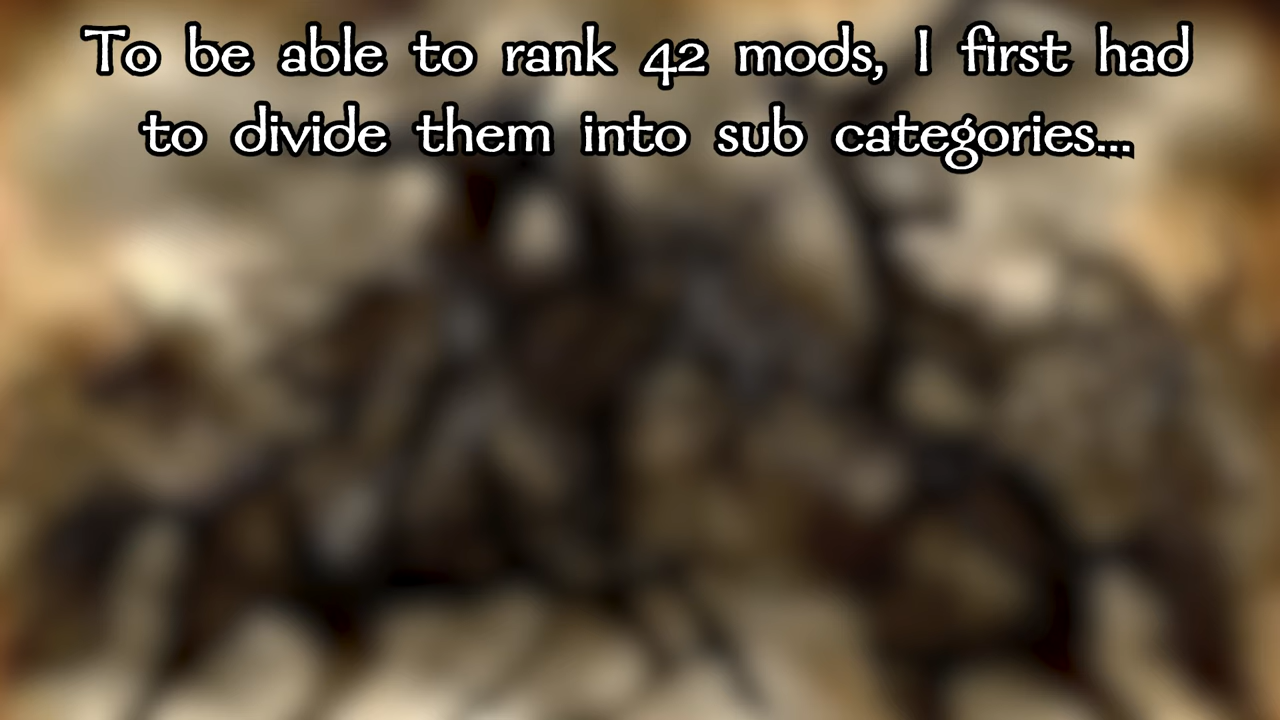 To be able to rank 42 mods, I first had
to divide them into sub categories...